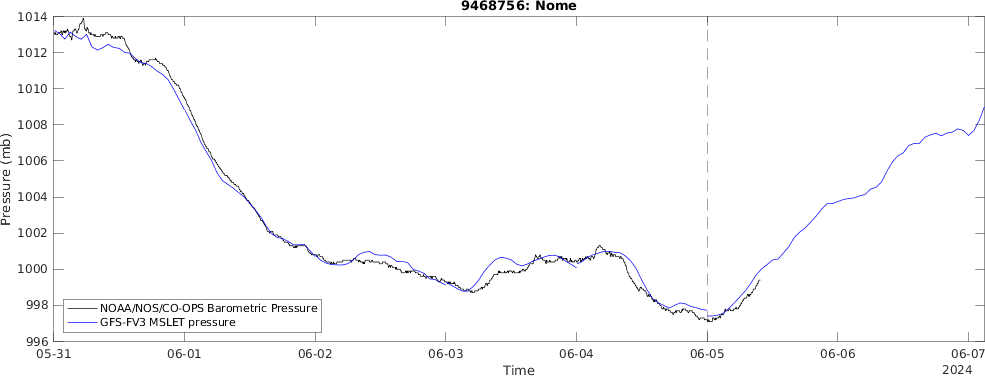 9468756: Nome
1014
1012
1010
1008
1006
1004
1002
1000
998
996
Pressure (mb)
NOAA/NOS/CO-OPS Barometric Pressure
GFS-FV3 MSLET pressure
05-31 06-01 06-02 06-03 06-04 06-05 06-06 06-07
Time
2024